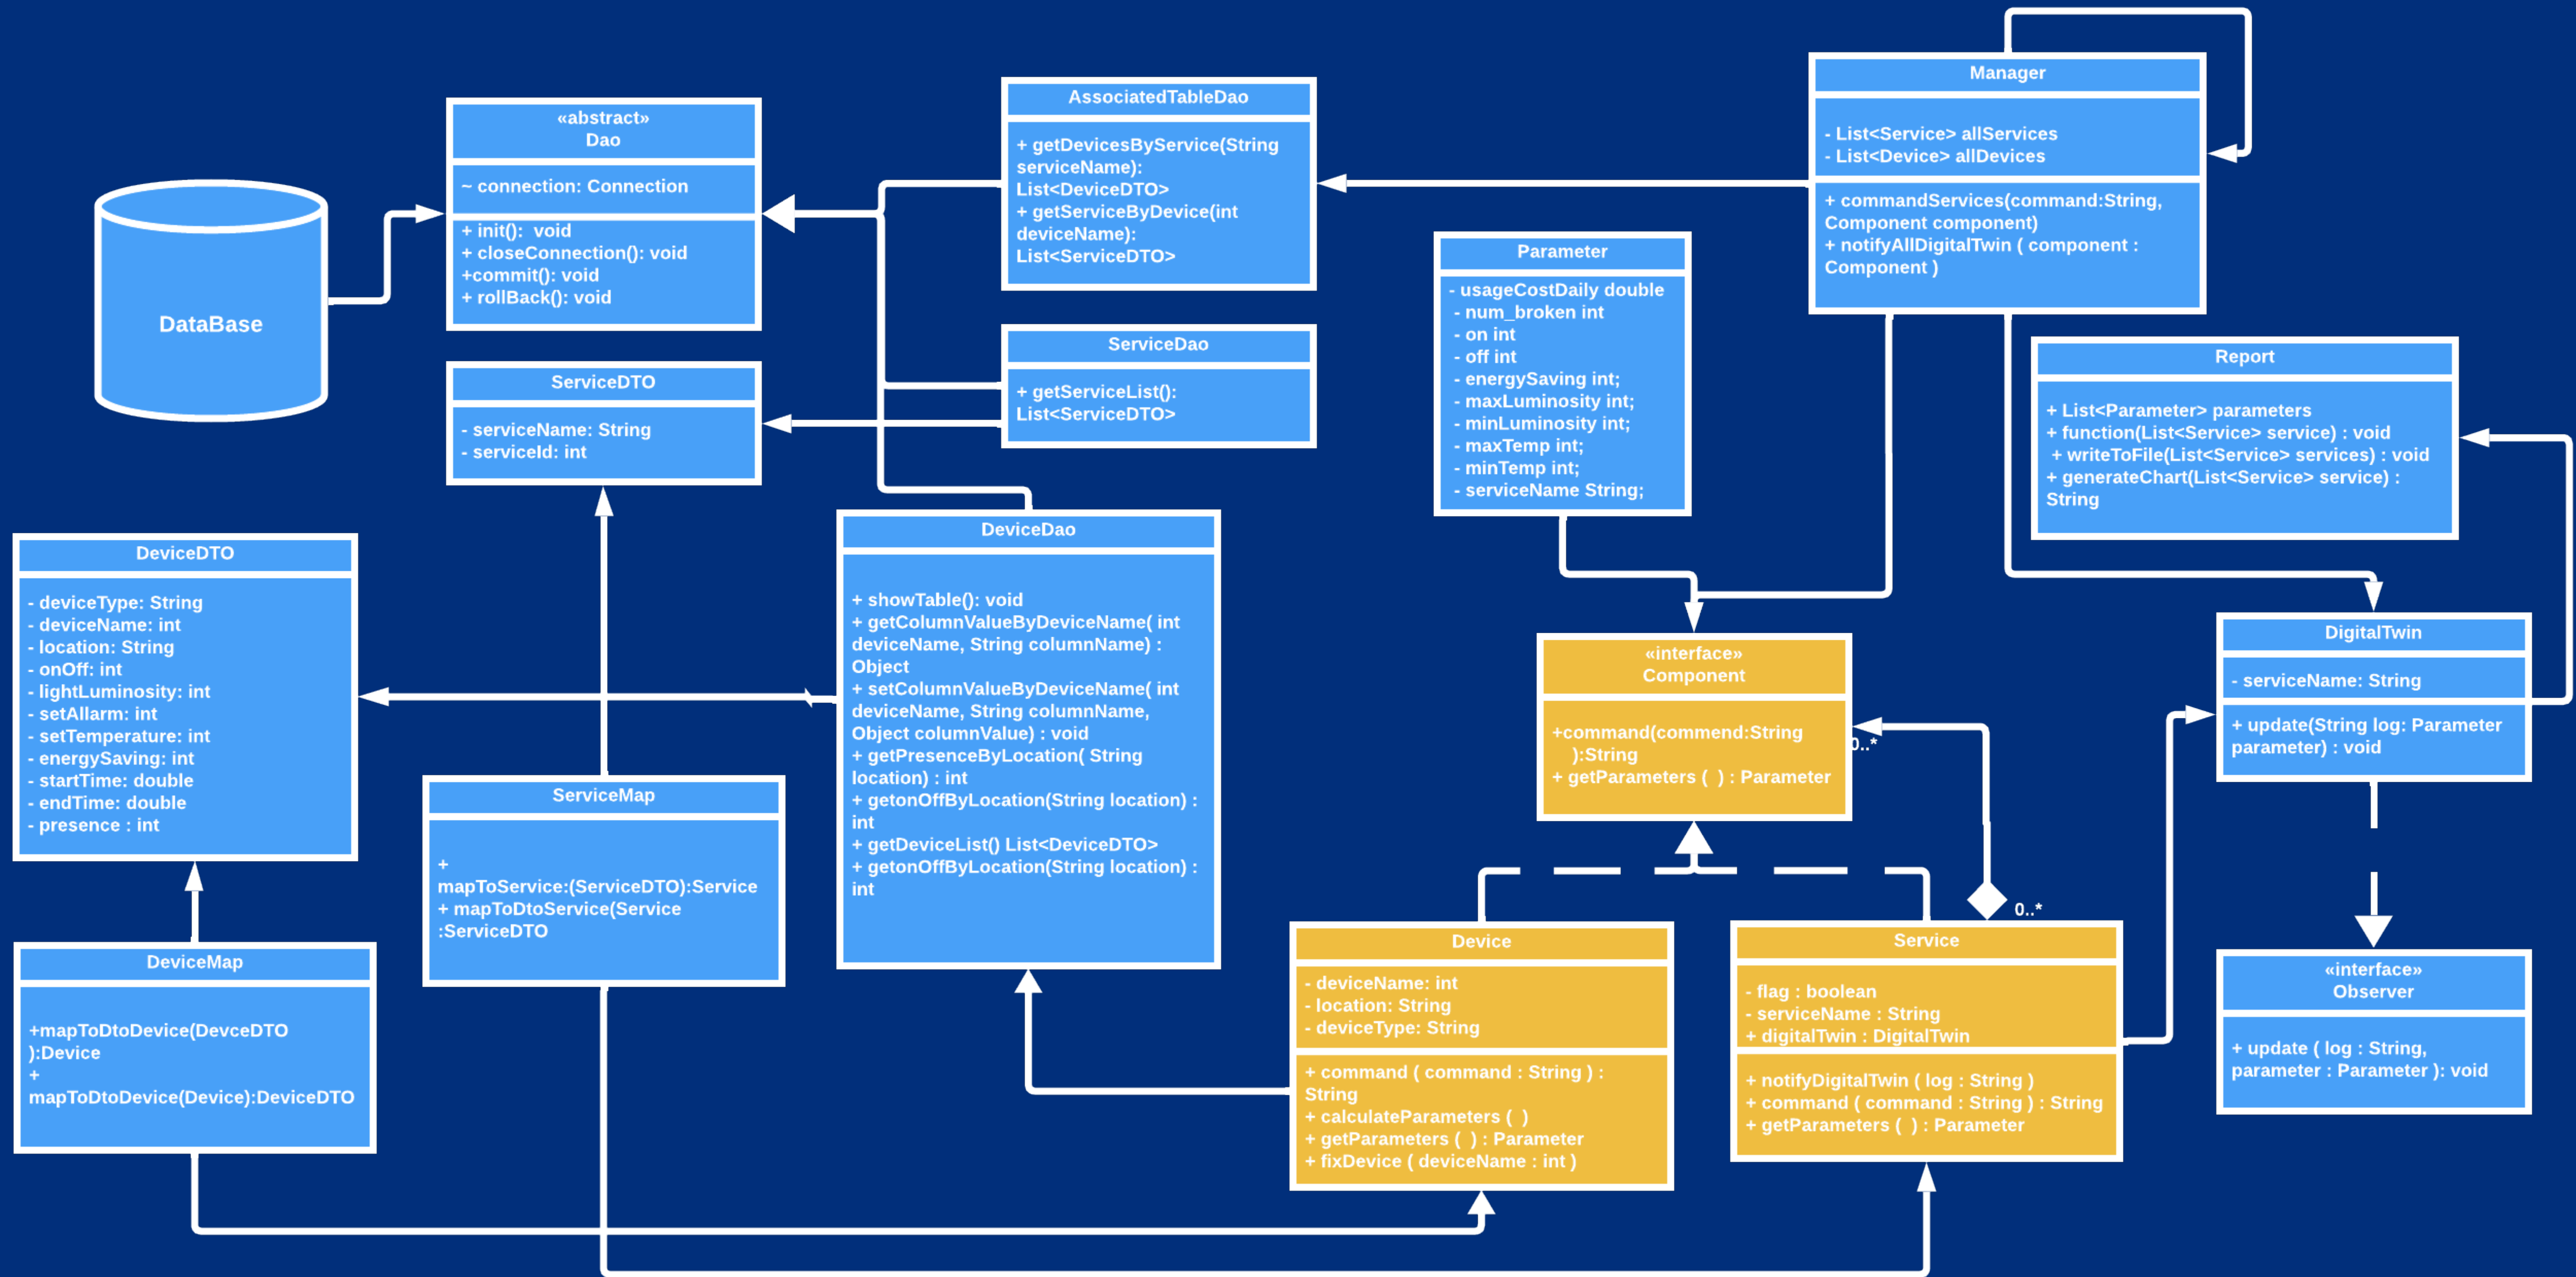 DataBase
«abstract»
Dao
~ connection: Connection
+ init():  void
+ closeConnection(): void
+commit(): void
+ rollBack(): void
AssociatedTableDao
+ getDevicesByService(String
serviceName):
List<DeviceDTO>
+ getServiceByDevice(int
deviceName):
List<ServiceDTO>
Manager
- List<Service> allServices
- List<Device> allDevices
+ commandServices(command:String,
Component component)
+ notifyAllDigitalTwin ( component :
Component )
Parameter
- usageCostDaily double
- num_broken int
- on int
- off int
- energySaving int;
- maxLuminosity int;
- minLuminosity int;
- maxTemp int;
- minTemp int;
- serviceName String;
ServiceDTO
- serviceName: String
- serviceId: int
ServiceDao
+ getServiceList():
List<ServiceDTO>
Report
+ List<Parameter> parameters
+ function(List<Service> service) : void
+ writeToFile(List<Service> services) : void
+ generateChart(List<Service> service) :
String
DeviceDTO
- deviceType: String
- deviceName: int
- location: String
- onOff: int
- lightLuminosity: int
- setAllarm: int
- setTemperature: int
- energySaving: int
- startTime: double
- endTime: double
- presence : int
DeviceDao
+ showTable(): void
+ getColumnValueByDeviceName( int
deviceName, String columnName) :
Object
+ setColumnValueByDeviceName( int
deviceName, String columnName,
Object columnValue) : void
+ getPresenceByLocation( String
location) : int
+ getonOffByLocation(String location) :
int
+ getDeviceList() List<DeviceDTO>
+ getonOffByLocation(String location) :
int
«interface»
Component
+command(commend:String
):String
+ getParameters (  ) : Parameter
0..*
0..*
DigitalTwin
- serviceName: String
+ update(String log: Parameter
parameter) : void
ServiceMap
+
mapToService:(ServiceDTO):Service
+ mapToDtoService(Service
:ServiceDTO
DeviceMap
+mapToDtoDevice(DevceDTO
):Device
+
mapToDtoDevice(Device):DeviceDTO
Device
- deviceName: int
- location: String
- deviceType: String
+ command ( command : String ) :
String
+ calculateParameters (  )
+ getParameters (  ) : Parameter
+ fixDevice ( deviceName : int )
Service
- flag : boolean
- serviceName : String
+ digitalTwin : DigitalTwin
+ notifyDigitalTwin ( log : String )
+ command ( command : String ) : String
+ getParameters (  ) : Parameter
«interface»
Observer
+ update ( log : String,
parameter : Parameter ): void